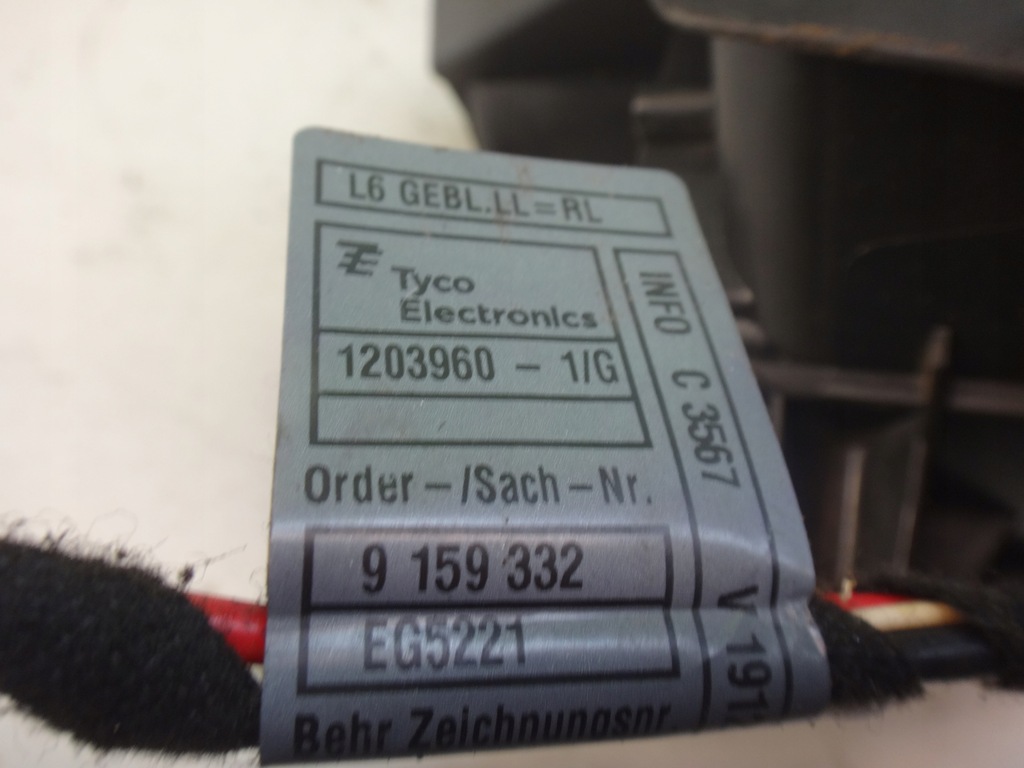 L6 GEBL.LL=RL
Tyco
Electronics
1203960 - 1/G
Order-/Sach-Nr.
9 159 332
EG5221
Behr Zeichnungsnr
INFO C 3567
V